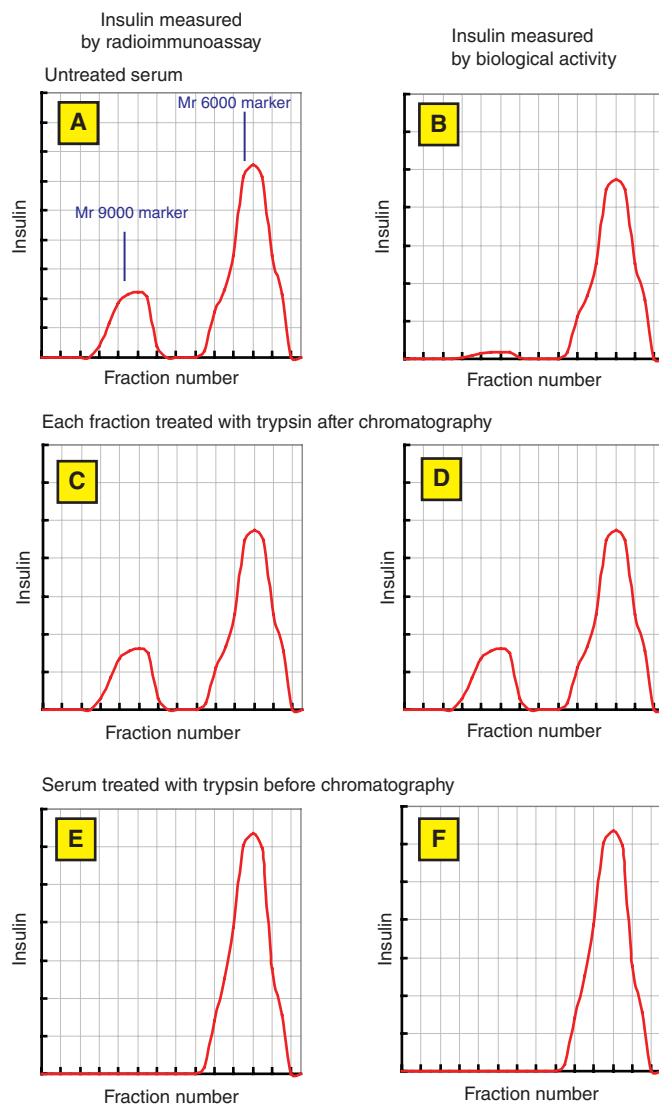 Insulin measured
by radioimmunoassay
Insulin measured
by biological activity
Untreated serum
A
Mr 6000 marker
Mr 9000 marker
Insulin
Fraction number
B
Insulin
Fraction number
Each fraction treated with trypsin after chromatography
C
Insulin
Fraction number
D
Insulin
Fraction number
Serum treated with trypsin before chromatography
E
Insulin
Fraction number
F
Insulin
Fraction number